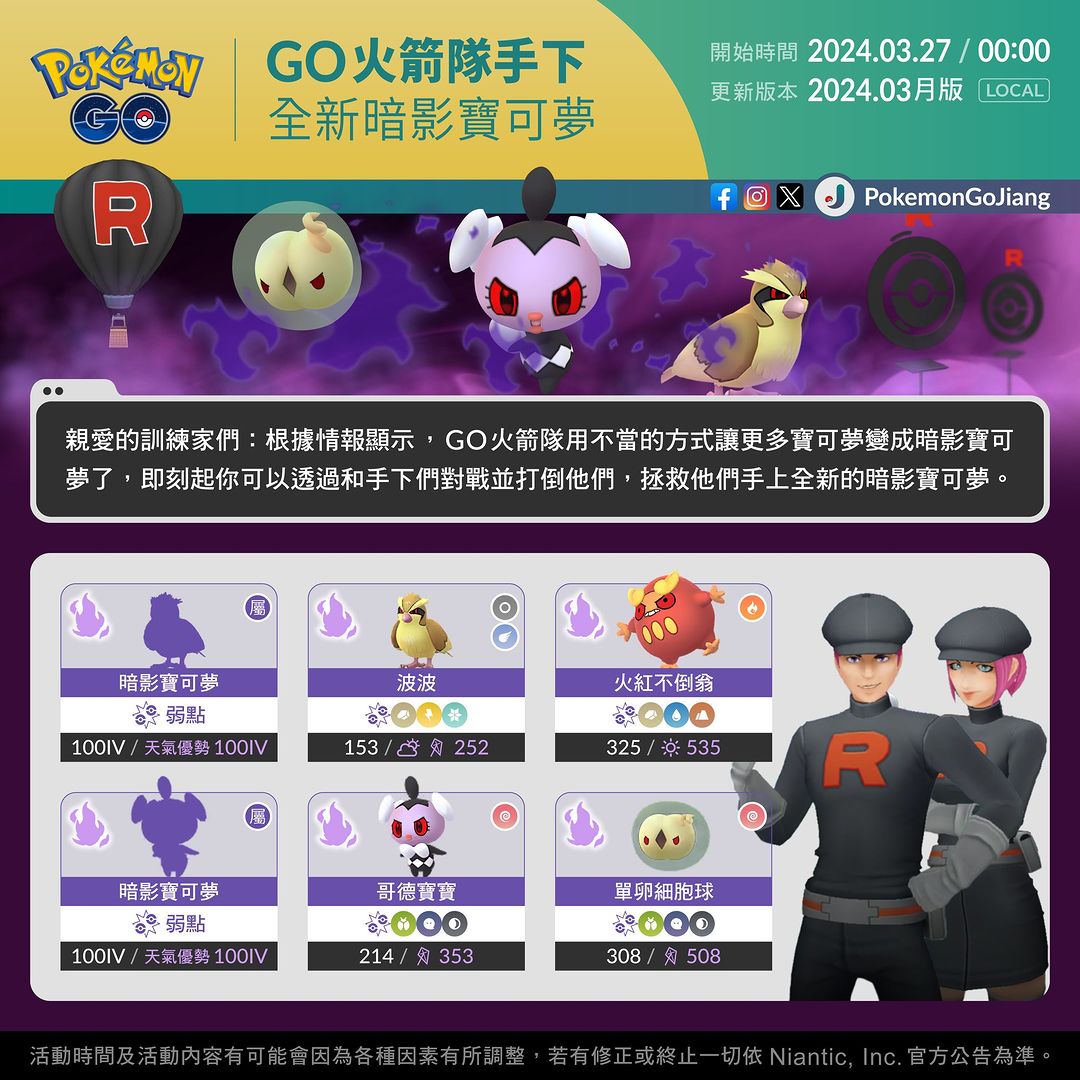 POKéMON
GO
GO火箭隊手下
全新暗影寶可夢
開始時間 2024.03.27 / 00:00
更新版本 2024.03月版 LOCAL
R
PokemonGoJiang
R
親愛的訓練家們：根據情報顯示，GO火箭隊用不當的方式讓更多寶可夢變成暗影寶可
夢了，即刻起你可以透過和手下們對戰並打倒他們，拯救他們手上全新的暗影寶可夢。
屬
暗影寶可夢
弱點
100IV / 天氣優勢 100IV
波波
153 / 252
火紅不倒翁
325 / 535
屬
暗影寶可夢
弱點
100IV / 天氣優勢 100IV
哥德寶寶
214 / 353
單卵細胞球
308 / 508
R
活動時間及活動內容有可能會因為各種因素有所調整，若有修正或終止一切依 Niantic, Inc. 官方公告為準。